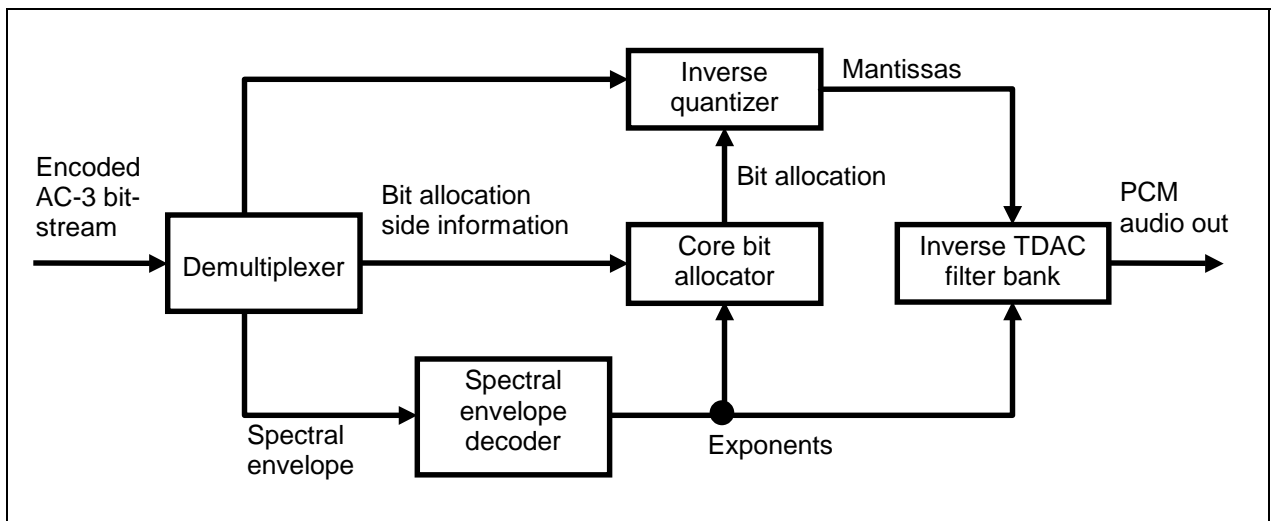 Inverse
quantizer
Mantissas
Encoded
AC-3 bit-
stream
Bit allocation
side information
Bit allocation
PCM
audio out
Demultiplexer
Core bit
allocator
Inverse TDAC
filter bank
Spectral
envelope
decoder
Spectral
envelope
Exponents